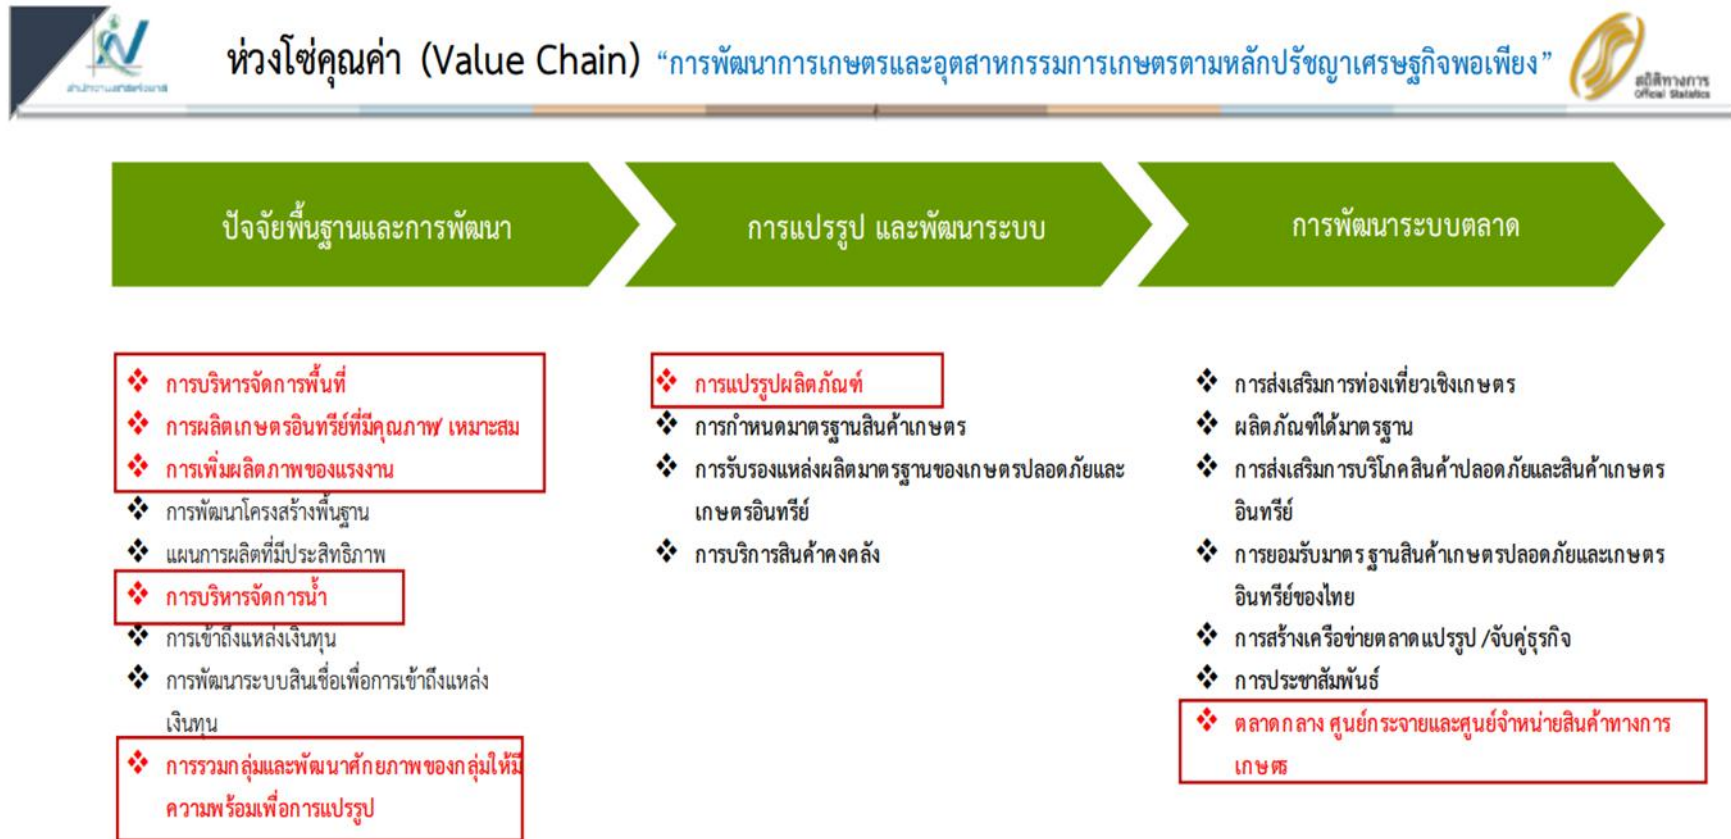 ห่วงโซ่คุณค่า (Value Chain) “การพัฒนาการเกษตรและอุตสาหกรรมการเกษตรตามหลักปรัชญาเศรษฐกิจพอเพียง”
สำนักงานสถิติแห่งชาติ
สถิติทางการ
Official Statistics
ปัจจัยพื้นฐานและการพัฒนา
การแปรรูป และพัฒนาระบบ
การพัฒนาระบบตลาด
❖ การบริหารจัดการพื้นที่
❖ การผลิตเกษตรอินทรีย์ที่มีคุณภาพ/ เหมาะสม
❖ การเพิ่มผลิตภาพของแรงงาน
❖ การพัฒนาโครงสร้างพื้นฐาน
❖ แผนการผลิตที่มีประสิทธิภาพ
❖ การบริหารจัดการน้ำ
❖ การเข้าถึงแหล่งเงินทุน
❖ การพัฒนาระบบสินเชื่อเพื่อการเข้าถึงแหล่ง
เงินทุน
❖ การรวมกลุ่มและพัฒนาศักยภาพของกลุ่มให้มี
ความพร้อมเพื่อการแปรรูป
❖ การแปรรูปผลิตภัณฑ์
❖ การกำหนดมาตรฐานสินค้าเกษตร
❖ การรับรองแหล่งผลิตมาตรฐานของเกษตรปลอดภัยและ
เกษตรอินทรีย์
❖ การบริการสินค้าคงคลัง
❖ การส่งเสริมการท่องเที่ยวเชิงเกษตร
❖ ผลิตภัณฑ์ได้มาตรฐาน
❖ การส่งเสริมการบริโภคสินค้าปลอดภัยและสินค้าเกษตร
อินทรีย์
❖ การยอมรับมาตรฐานสินค้าเกษตรปลอดภัยและเกษตร
อินทรีย์ของไทย
❖ การสร้างเครือข่ายตลาดแปรรูป /จับคู่ธุรกิจ
❖ การประชาสัมพันธ์
❖ ตลาดกลาง ศูนย์กระจายและศูนย์จำหน่ายสินค้าทางการ
เกษตร